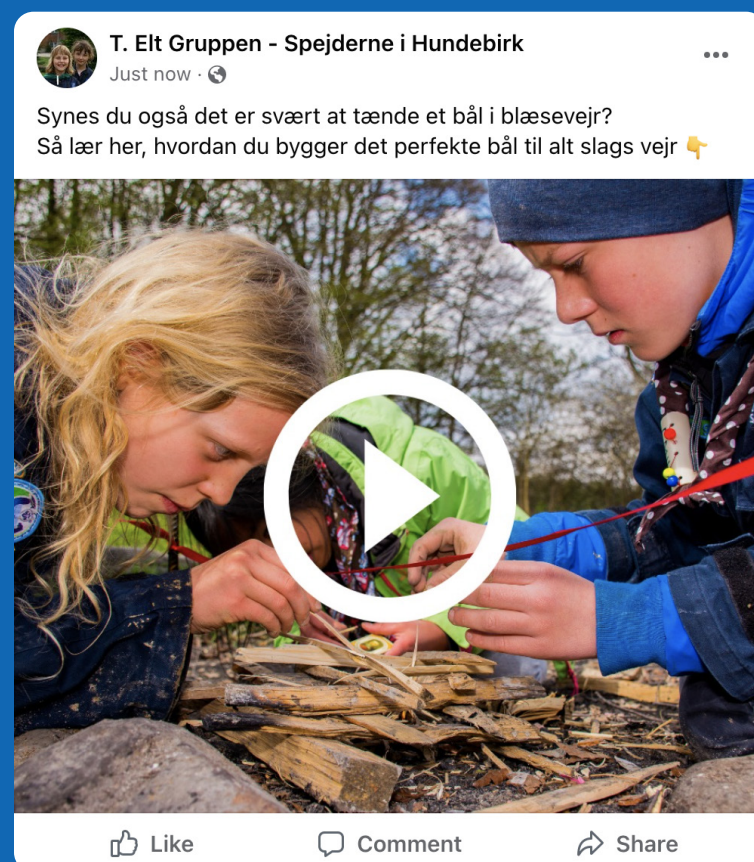 T. Elt Gruppen - Spejderne i Hundebirk
Just now ·
Synes du også det er svært at tænde et bål i blæsevejr?
Så lær her, hvordan du bygger det perfekte bål til alt slags vejr 👇
Like
Comment
Share